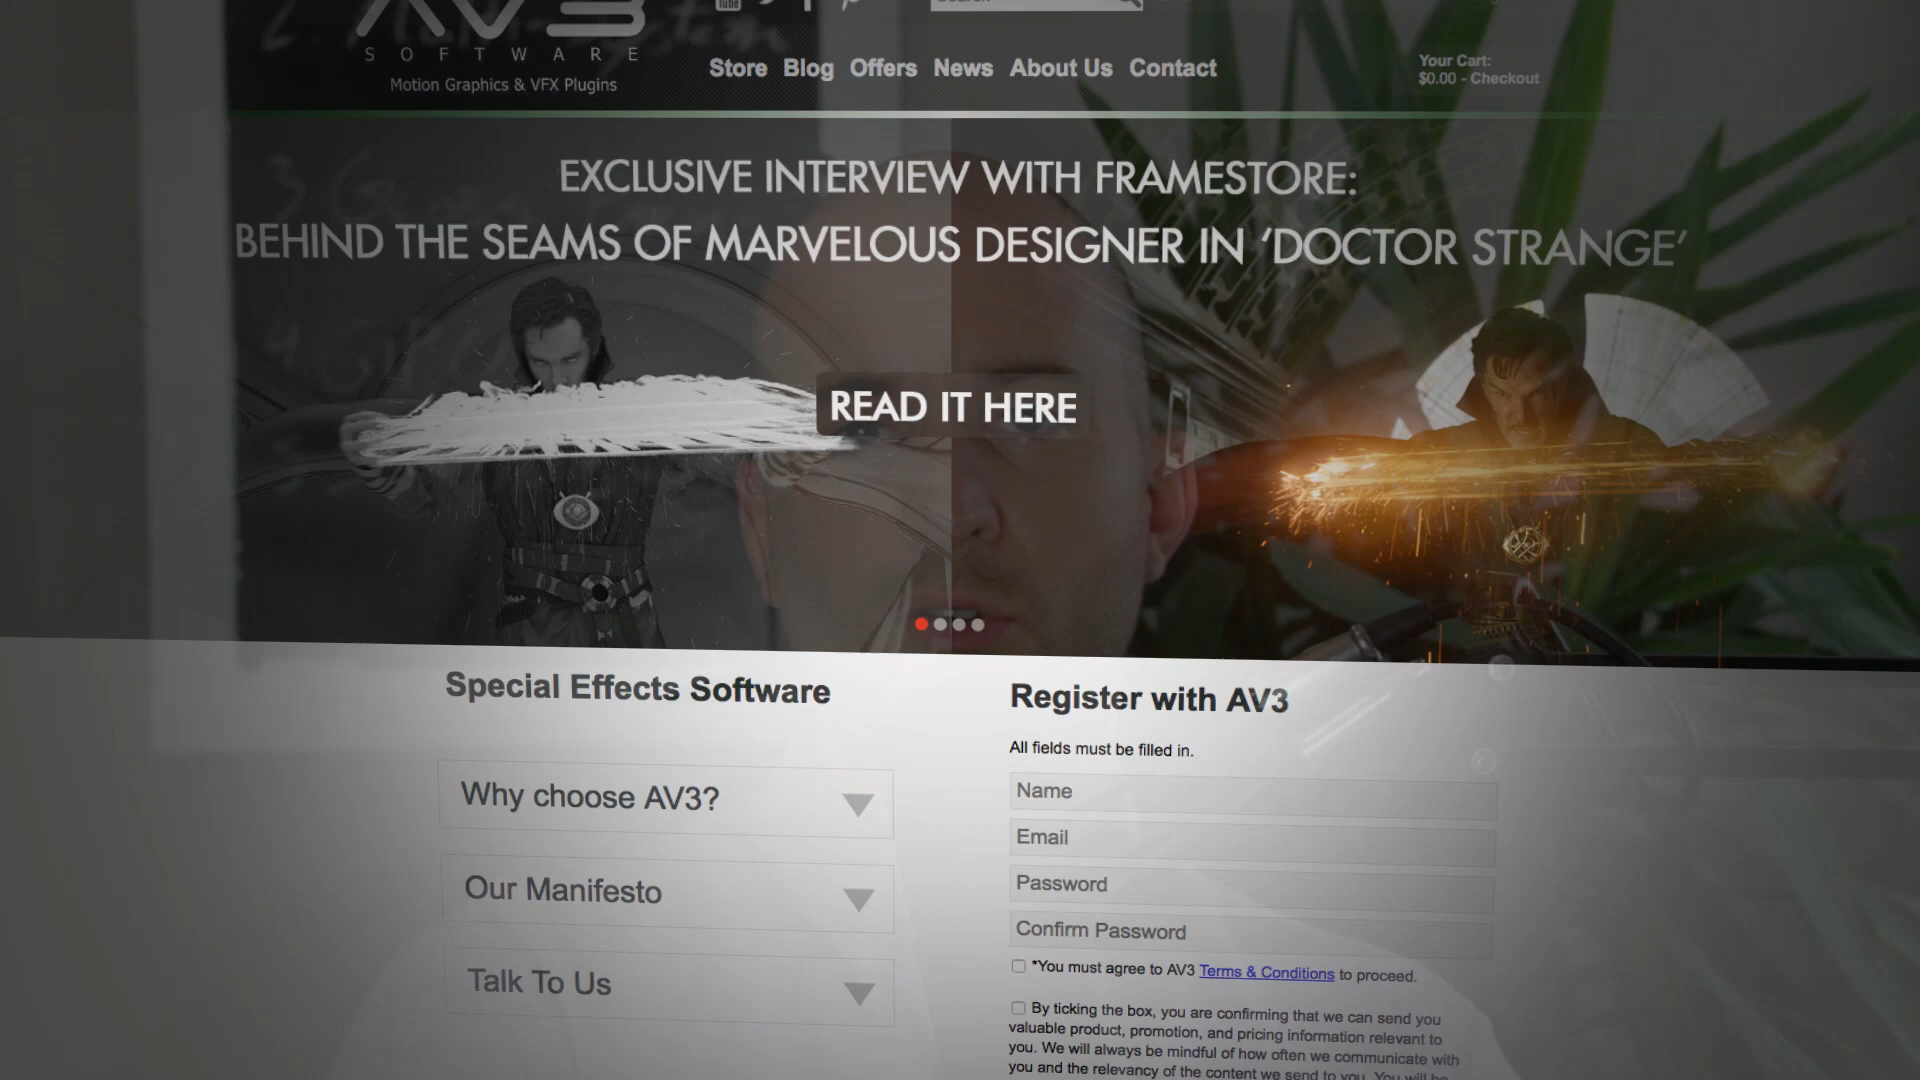 AV3
SOFTWARE
Motion Graphics & VFX Plugins
Store Blog Offers News About Us Contact
Your Cart:
$0.00 - Checkout
EXCLUSIVE INTERVIEW WITH FRAMESTORE:
BEHIND THE SEAMS OF MARVELOUS DESIGNER IN ‘DOCTOR STRANGE’
READ IT HERE
Special Effects Software
Why choose AV3?
Our Manifesto
Talk To Us
Register with AV3
All fields must be filled in.
Name
Email
Password
Confirm Password
*You must agree to AV3 Terms & Conditions to proceed.
By ticking the box, you are confirming that we can send you
valuable product, promotion, and pricing information relevant to
you. We will always be mindful of how often we communicate with
you and the relevancy of the content we send to you. You will be